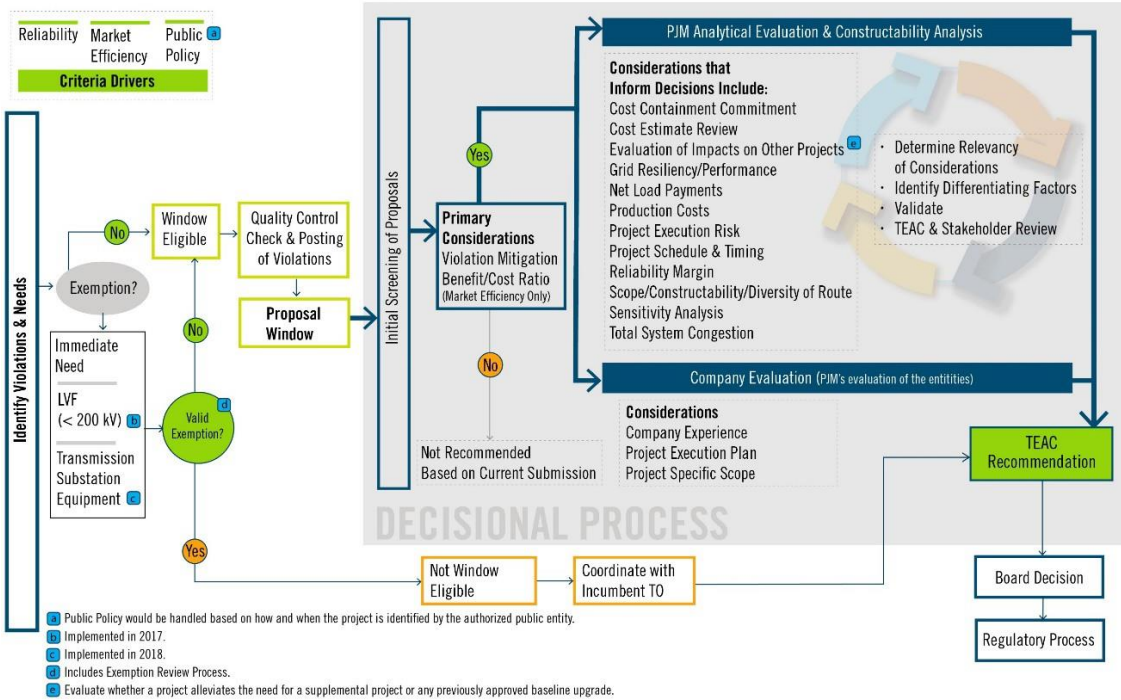 Reliability
Market
Efficiency
Public
Policy
a
Criteria Drivers
Identify Violations & Needs
No
Exemption?
Immediate
Need
LVF
(< 200 kV) b
Transmission
Substation
Equipment c
Window
Eligible
No
d
Valid
Exemption?
Yes
Quality Control
Check & Posting
of Violations
Proposal
Window
Initial Screening of Proposals
Yes
Primary
Considerations
Violation Mitigation
Benefit/Cost Ratio
(Market Efficiency Only)
No
Not Recommended
Based on Current Submission
PJM Analytical Evaluation & Constructability Analysis
Considerations that
Inform Decisions Include:
Cost Containment Commitment
Cost Estimate Review
Evaluation of Impacts on Other Projects e
Grid Resiliency/Performance
Net Load Payments
Production Costs
Project Execution Risk
Project Schedule & Timing
Reliability Margin
Scope/Constructability/Diversity of Route
Sensitivity Analysis
Total System Congestion
· Determine Relevancy
of Considerations
· Identify Differentiating Factors
· Validate
· TEAC & Stakeholder Review
Company Evaluation (PJM's evaluation of the entitities)
Considerations
Company Experience
Project Execution Plan
Project Specific Scope
DECISIONAL PROCESS
TEAC
Recommendation
Not Window
Eligible
Coordinate with
Incumbent TO
Board Decision
Regulatory Process
a Public Policy would be handled based on how and when the project is identified by the authorized public entity.
b Implemented in 2017.
c Implemented in 2018.
d Includes Exemption Review Process.
e Evaluate whether a project alleviates the need for a supplemental project or any previously approved baseline upgrade.